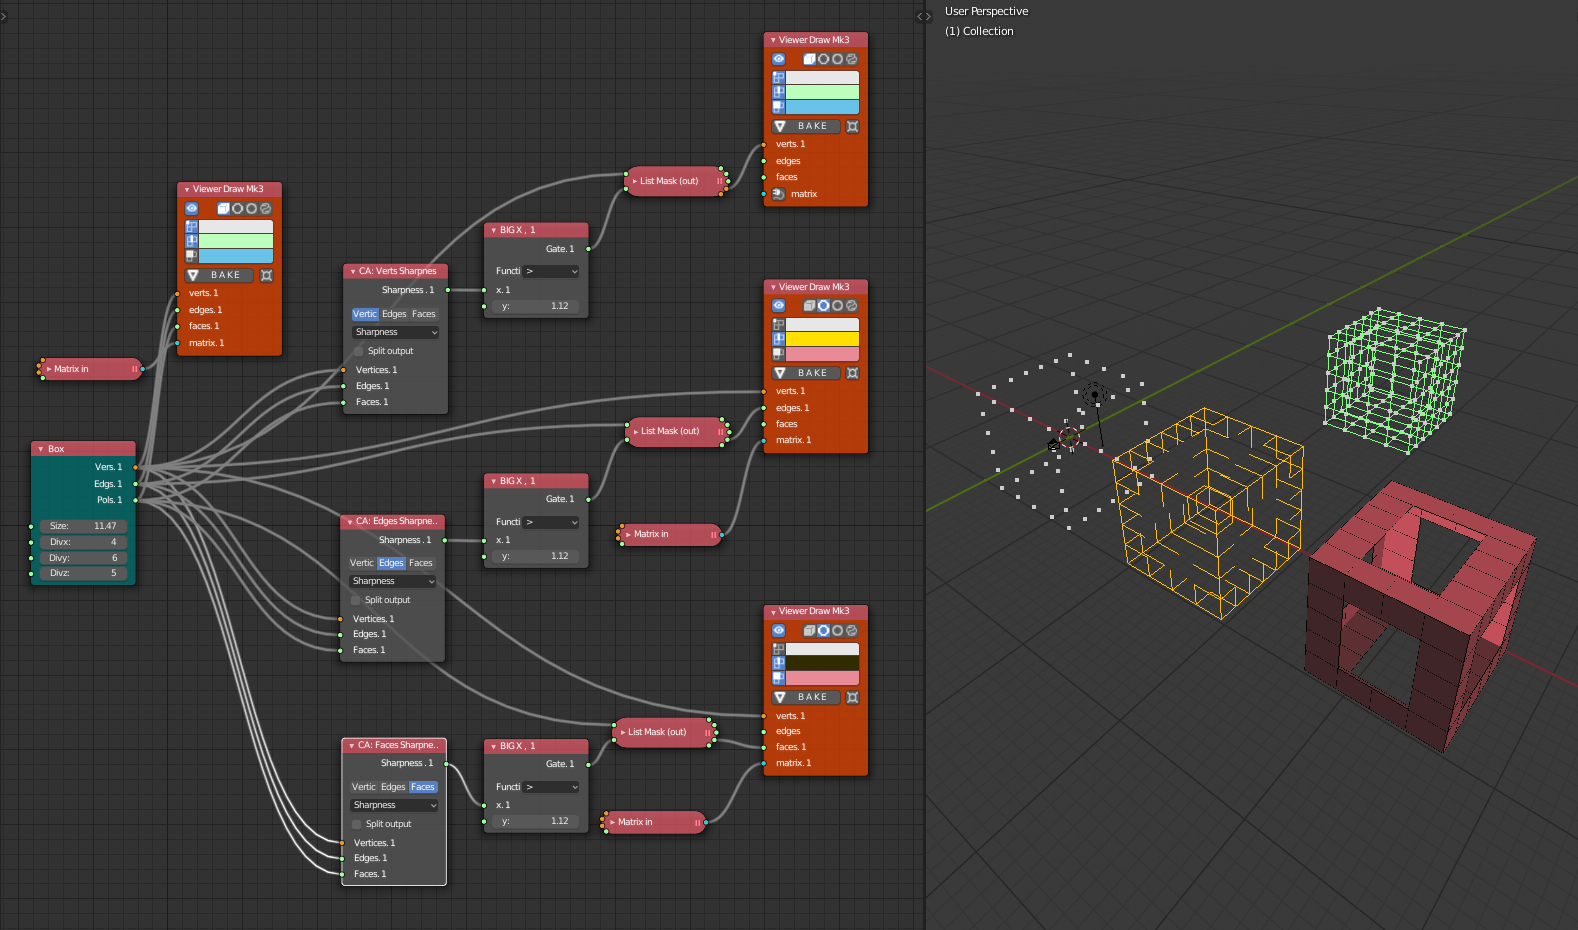 User Perspective
(1) Collection
Viewer Draw Mk3
BAKE
verts. 1
edges
faces
matrix
List Mask (out)
Viewer Draw Mk3
BAKE
verts. 1
edges. 1
faces. 1
matrix. 1
BIG X , 1
Gate. 1
Functi >
x. 1
y: 1.12
CA: Verts Sharpnes
Sharpness . 1
Vertic Edges Faces
Sharpness
Split output
Vertices. 1
Edges. 1
Faces. 1
Matrix in
Viewer Draw Mk3
BAKE
verts. 1
edges. 1
faces
matrix. 1
List Mask (out)
Box
Vers. 1
Edgs. 1
Pols. 1
Size: 11.47
Divx: 4
Divy: 6
Divz: 5
BIG X , 1
Gate. 1
Functi >
x. 1
y: 1.12
Matrix in
CA: Edges Sharpne..
Sharpness . 1
Vertic Edges Faces
Sharpness
Split output
Vertices. 1
Edges. 1
Faces. 1
Viewer Draw Mk3
BAKE
verts. 1
edges
faces. 1
matrix. 1
List Mask (out)
CA: Faces Sharpne..
Sharpness . 1
Vertic Edges Faces
Sharpness
Split output
Vertices. 1
Edges. 1
Faces. 1
BIG X , 1
Gate. 1
Functi >
x. 1
y: 1.12
Matrix in